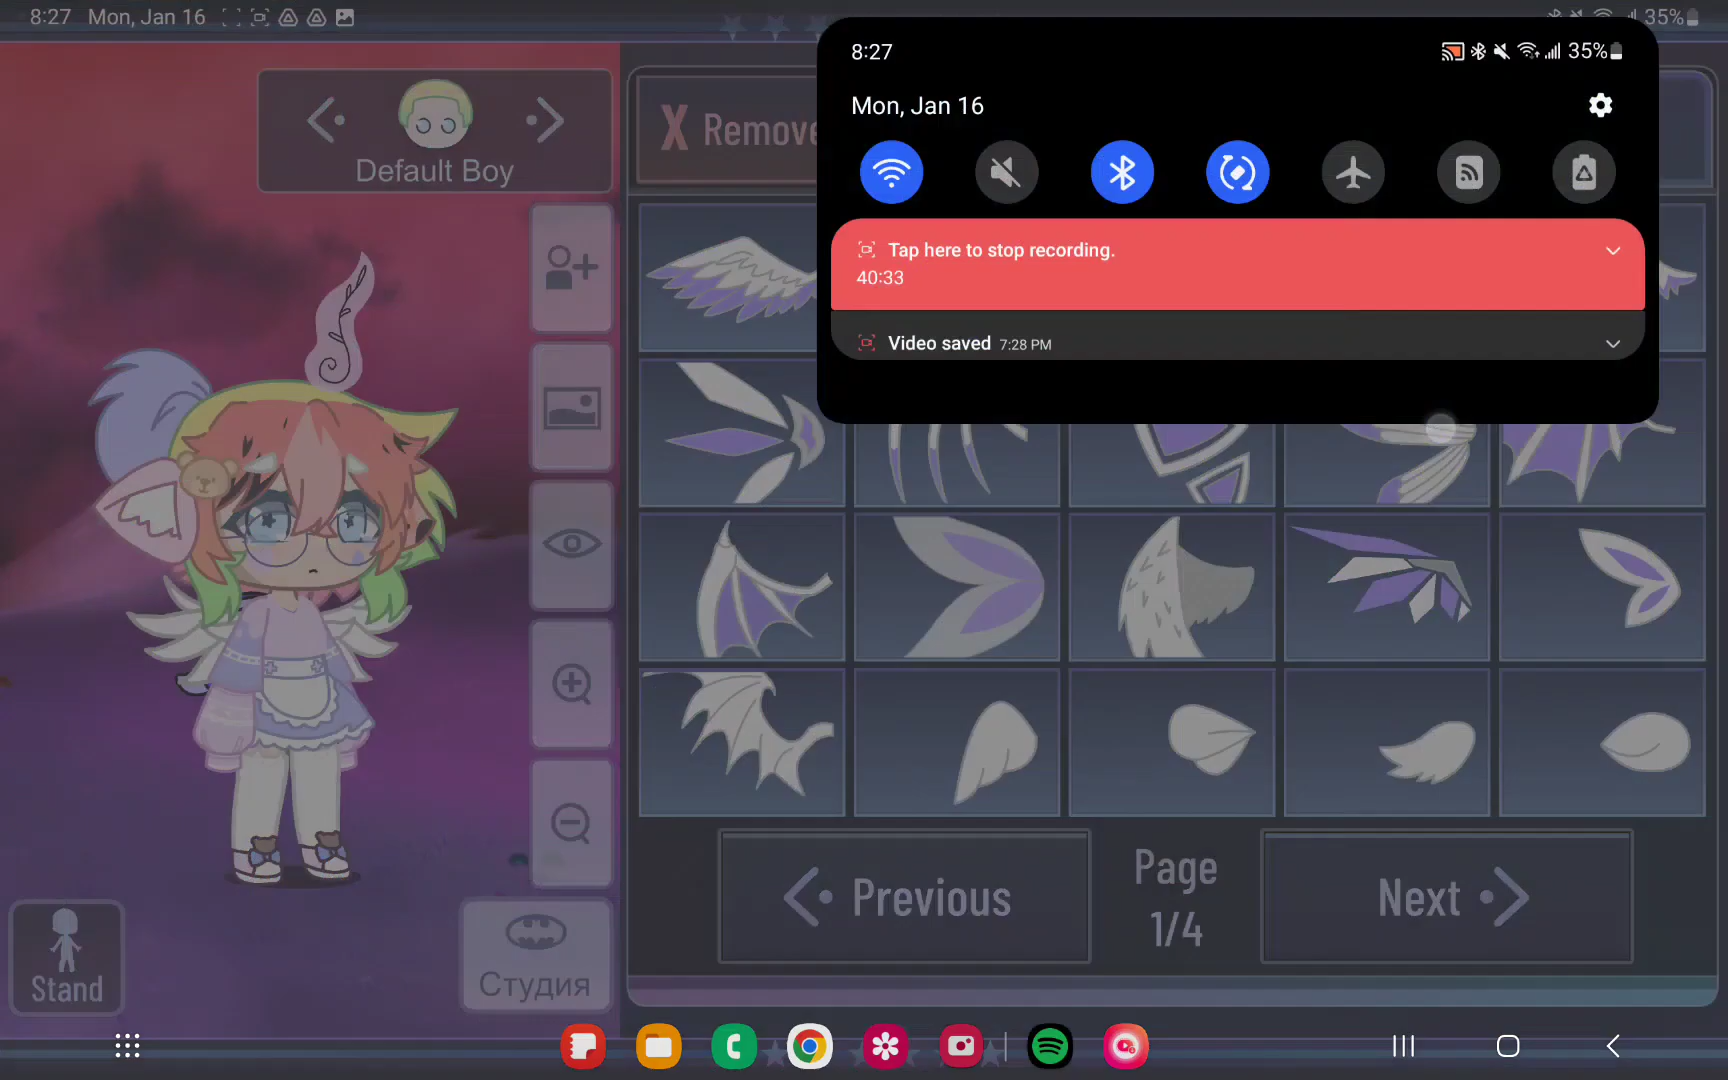 8:27 Mon, Jan 16
35%
8:27
35%
Mon, Jan 16
Tap here to stop recording.
40:33
Video saved 7:28 PM
Default Boy
X Remove
Stand
Студия
Previous
Page
1/4
Next